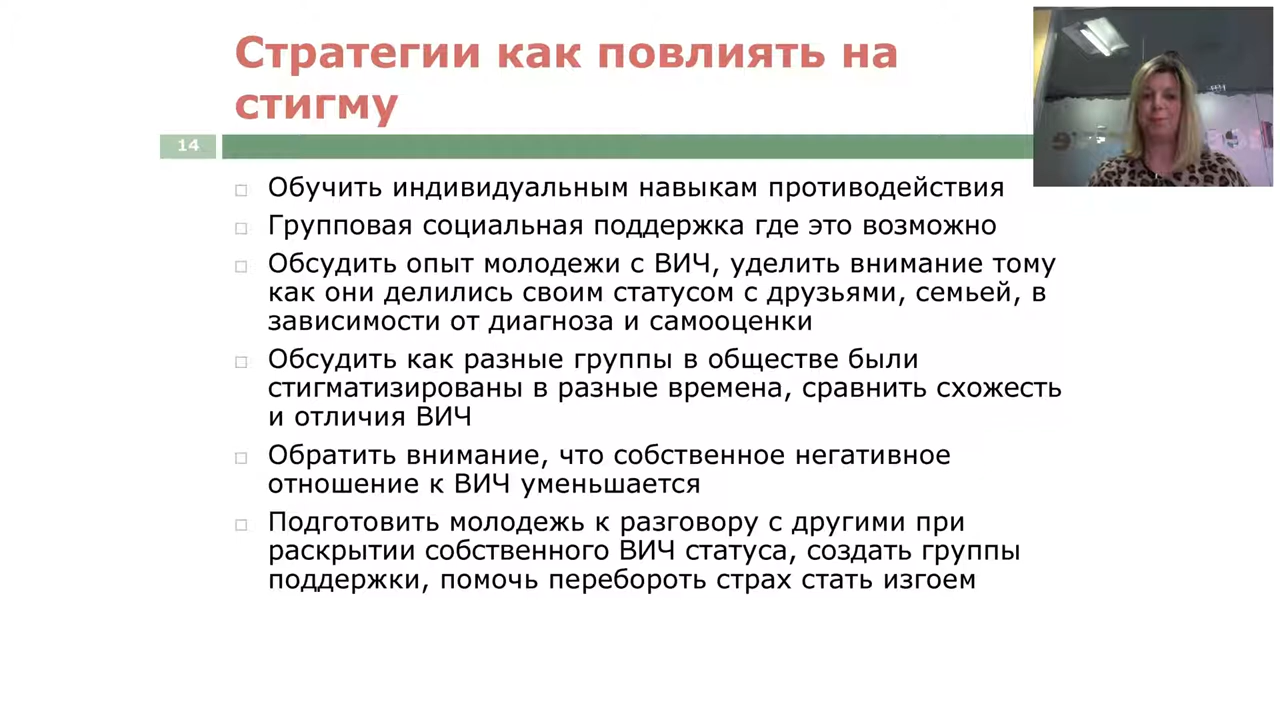 Стратегии как повлиять на
стигму
14
Обучить индивидуальным навыкам противодействия
Групповая социальная поддержка где это возможно
Обсудить опыт молодежи с ВИЧ, уделить внимание тому
как они делились своим статусом с друзьями, семьей, в
зависимости от диагноза и самооценки
Обсудить как разные группы в обществе были
стигматизированы в разные времена, сравнить схожесть
и отличия ВИЧ
Обратить внимание, что собственное негативное
отношение к ВИЧ уменьшается
Подготовить молодежь к разговору с другими при
раскрытии собственного ВИЧ статуса, создать группы
поддержки, помочь перебороть страх стать изгоем